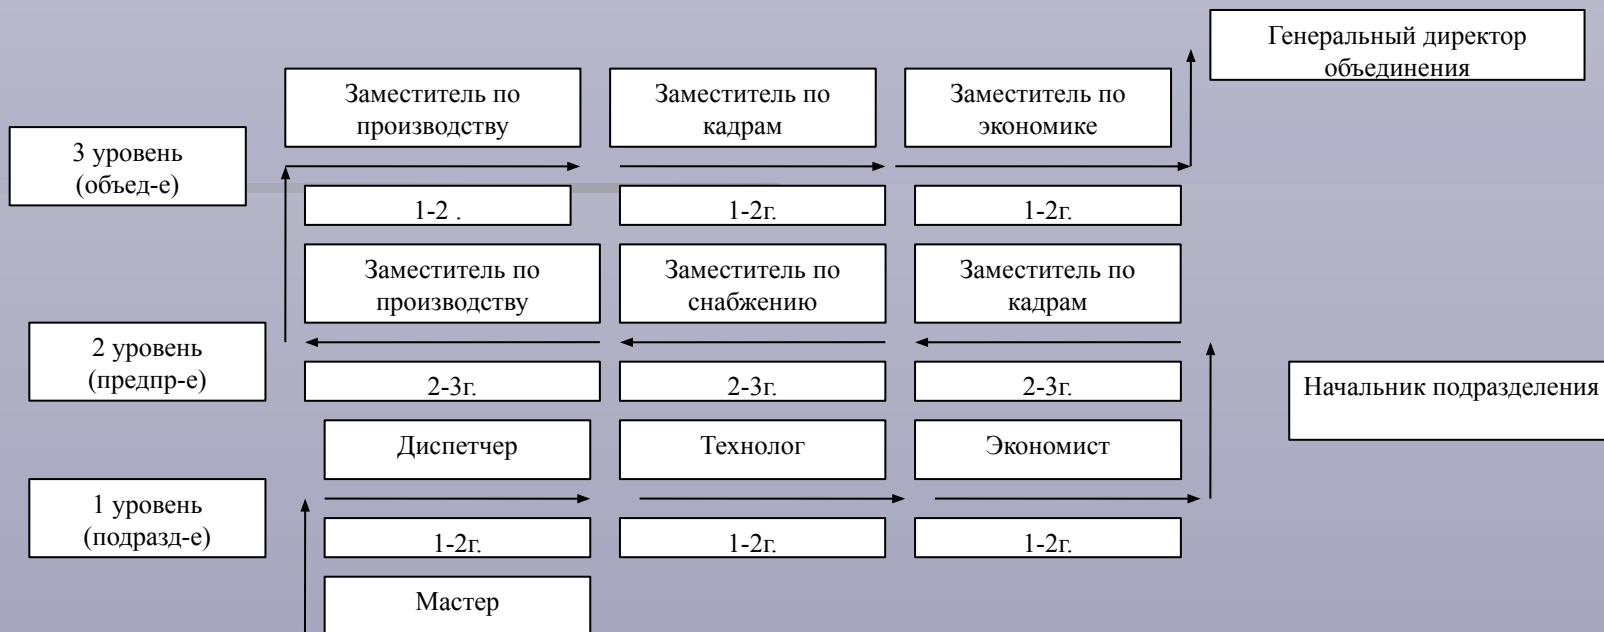 Генеральный директор
объединения
Заместитель по
производству
Заместитель по
кадрам
Заместитель по
экономике
3 уровень
(объед-е)
1-2 .
1-2г.
1-2г.
Заместитель по
производству
Заместитель по
снабжению
Заместитель по
кадрам
2 уровень
(предпр-е)
2-3г.
2-3г.
2-3г.
Начальник подразделения
Диспетчер
Технолог
Экономист
1 уровень
(подразд-е)
1-2г.
1-2г.
1-2г.
Мастер